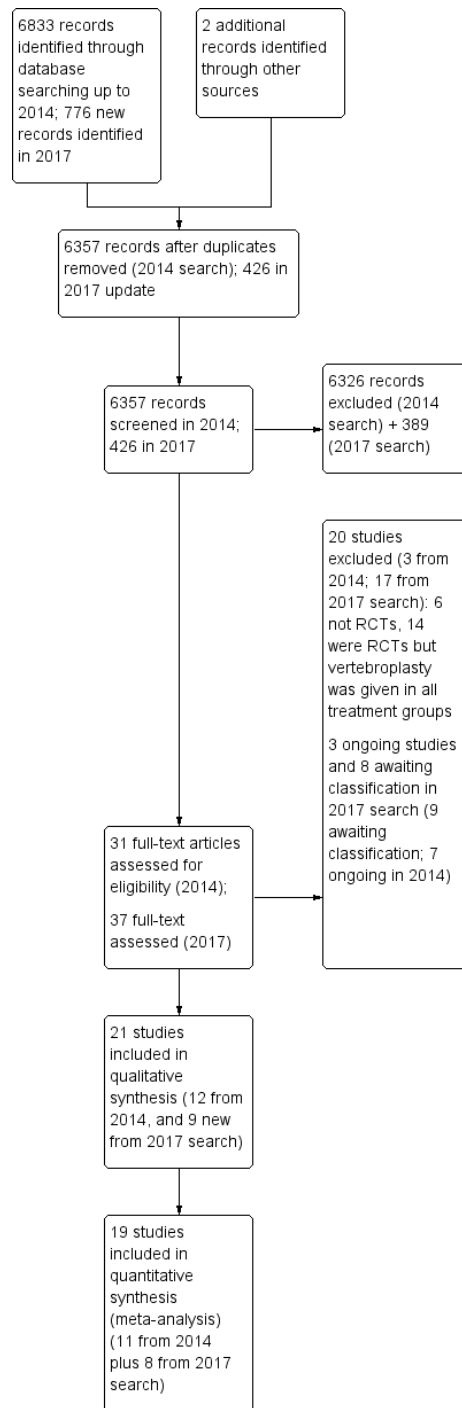 6833 records
identified through
database
searching up to
2014; 776 new
records identified
in 2017
2 additional
records identified
through other
sources
6357 records after duplicates
removed (2014 search); 426 in
2017 update
6357 records
screened in 2014;
426 in 2017
6326 records
excluded (2014
search) + 389
(2017 search)
20 studies
excluded (3 from
2014; 17 from
2017 search): 6
not RCTs, 14
were RCTs but
vertebroplasty
was given in all
treatment groups
3 ongoing studies
and 8 awaiting
classification in
2017 search (9
awaiting
classification; 7
ongoing in 2014)
31 full-text articles
assessed for
eligibility (2014);
37 full-text
assessed (2017)
21 studies
included in
qualitative
synthesis (12 from
2014, and 9 new
from 2017 search)
19 studies
included in
quantitative
synthesis
(meta-analysis)
(11 from 2014
plus 8 from 2017
search)